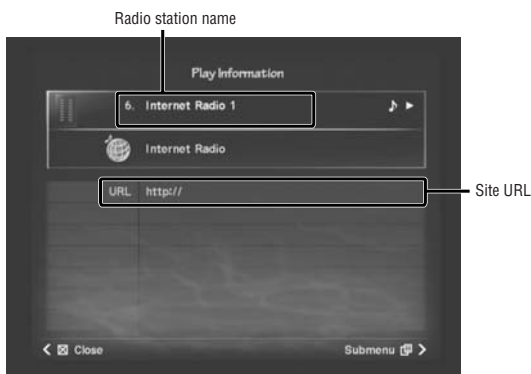 Radio station name
Play Information
6. Internet Radio 1
Internet Radio
URL http://
Site URL
Close
Submenu